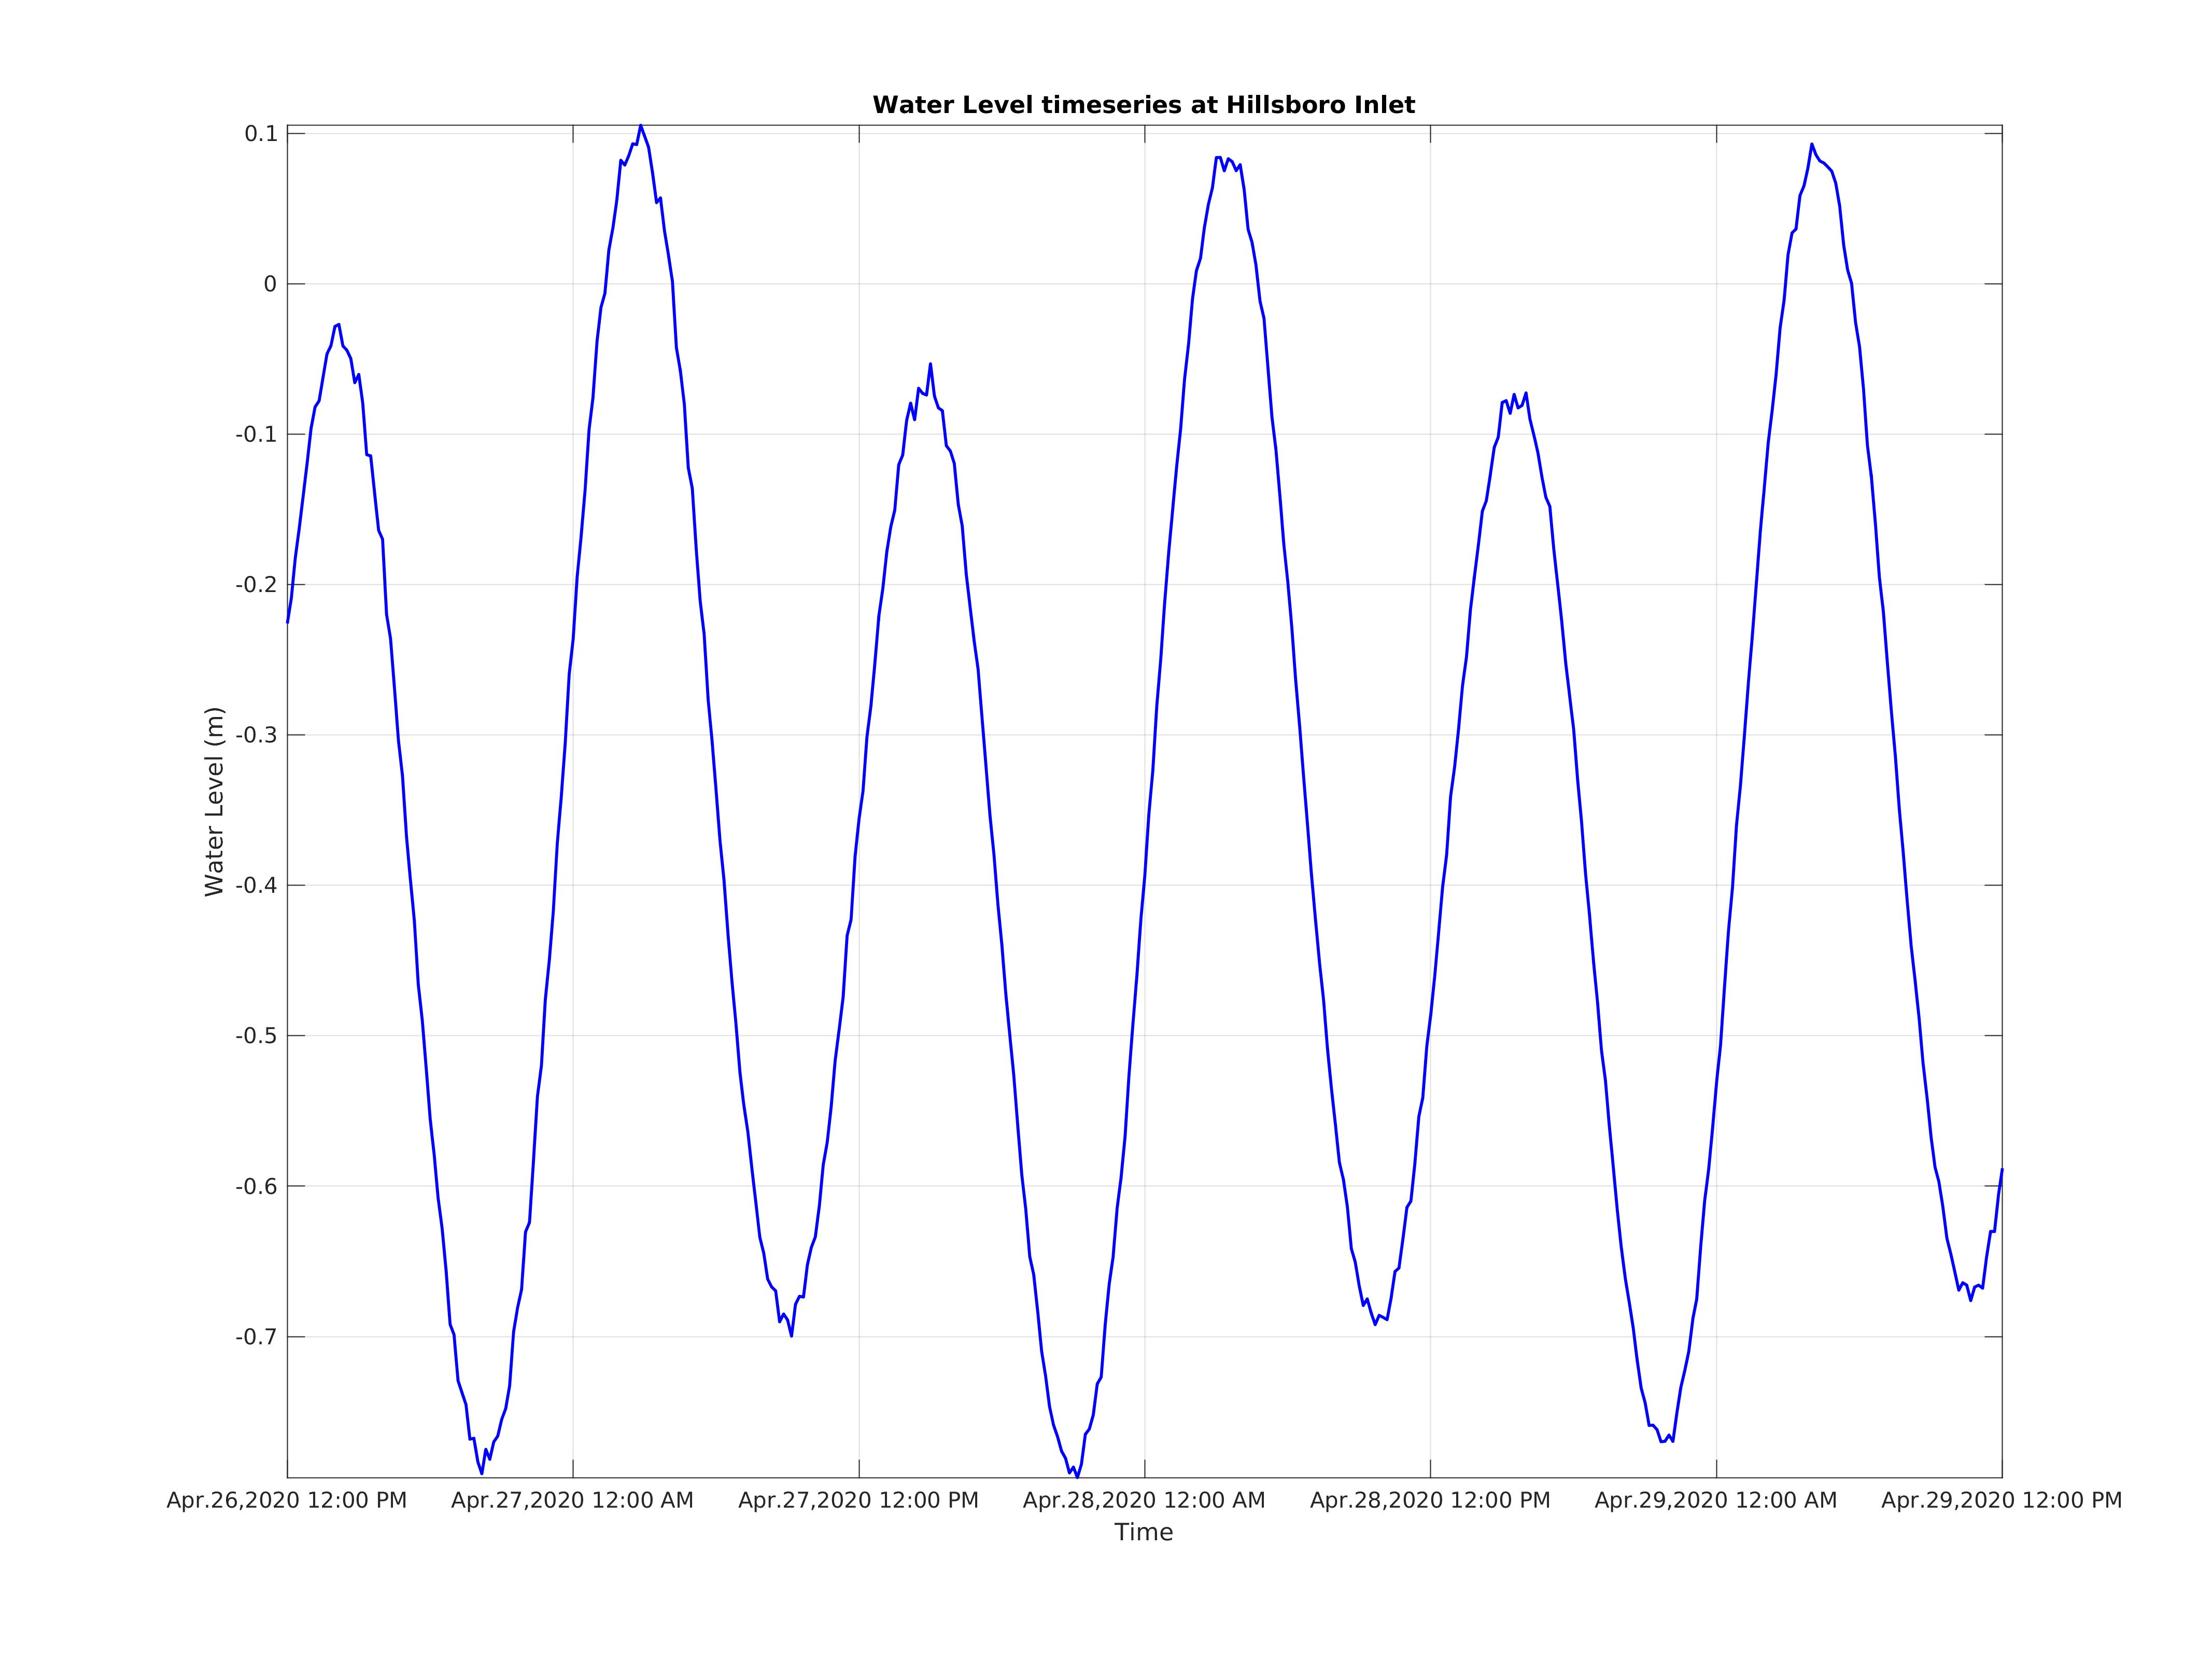 Water Level timeseries at Hillsboro Inlet
0.1
0
-0.1
-0.2
-0.3
-0.4
-0.5
-0.6
-0.7
Water Level (m)
Apr.26,2020 12:00 PM
Apr.27,2020 12:00 AM
Apr.27,2020 12:00 PM
Apr.28,2020 12:00 AM
Apr.28,2020 12:00 PM
Apr.29,2020 12:00 AM
Apr.29,2020 12:00 PM
Time